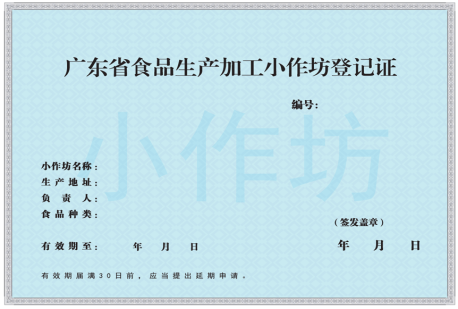 广东省食品生产加工小作坊登记证
编号：
小作坊
小作坊名称：
生产地址：
负责人：
食品种类：
（签发盖章）
有效期至： 年 月 日 年 月 日
有效期届满30日前，应当提出延期申请。